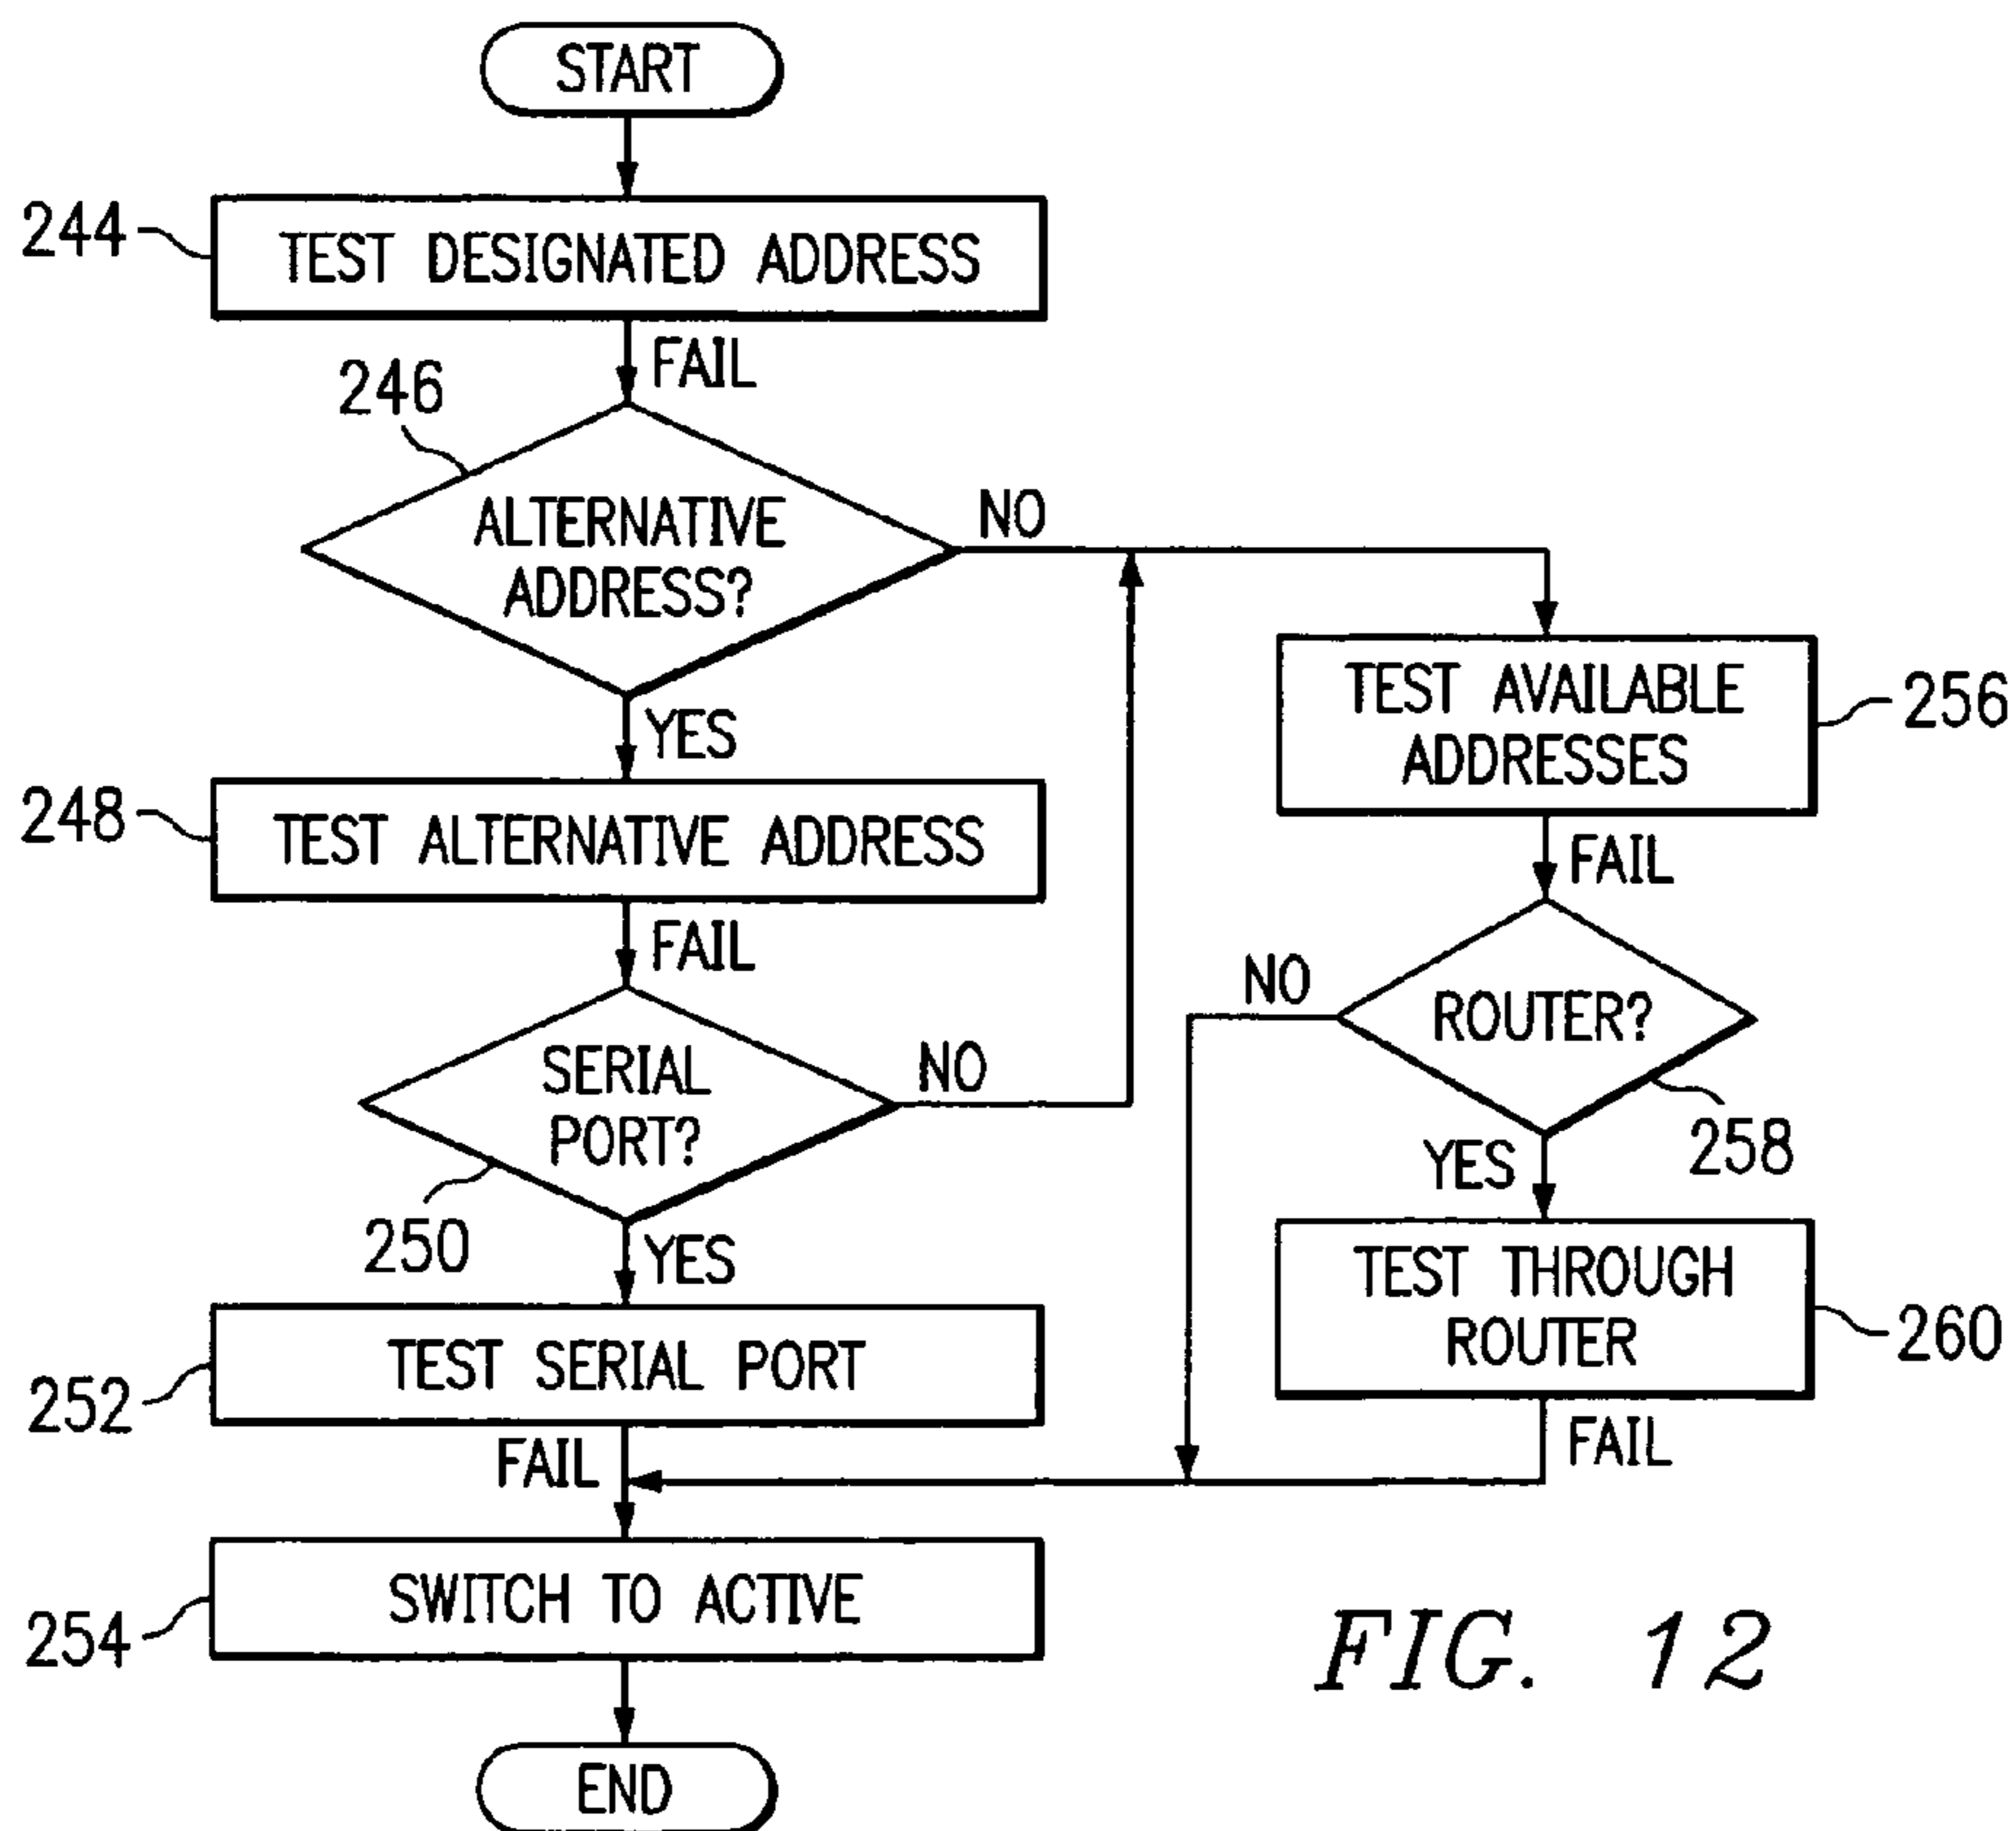 START
244
TEST DESIGNATED ADDRESS
FAIL
246
ALTERNATIVE
ADDRESS?
NO
YES
248
TEST ALTERNATIVE ADDRESS
FAIL
SERIAL
PORT?
NO
250
YES
252
TEST SERIAL PORT
FAIL
254
SWITCH TO ACTIVE
END
TEST AVAILABLE
ADDRESSES
256
FAIL
ROUTER?
NO
258
YES
TEST THROUGH
ROUTER
260
FAIL
FIG. 12